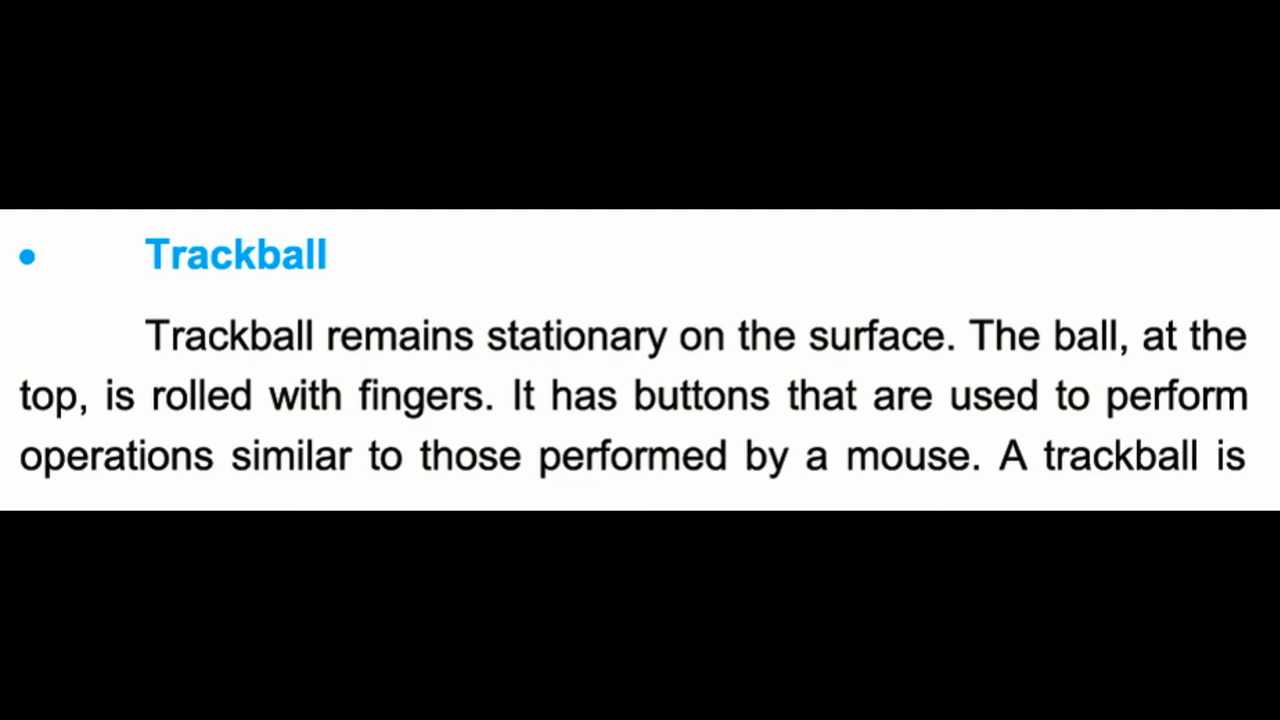 • Trackball
Trackball remains stationary on the surface. The ball, at the
top, is rolled with fingers. It has buttons that are used to perform
operations similar to those performed by a mouse. A trackball is